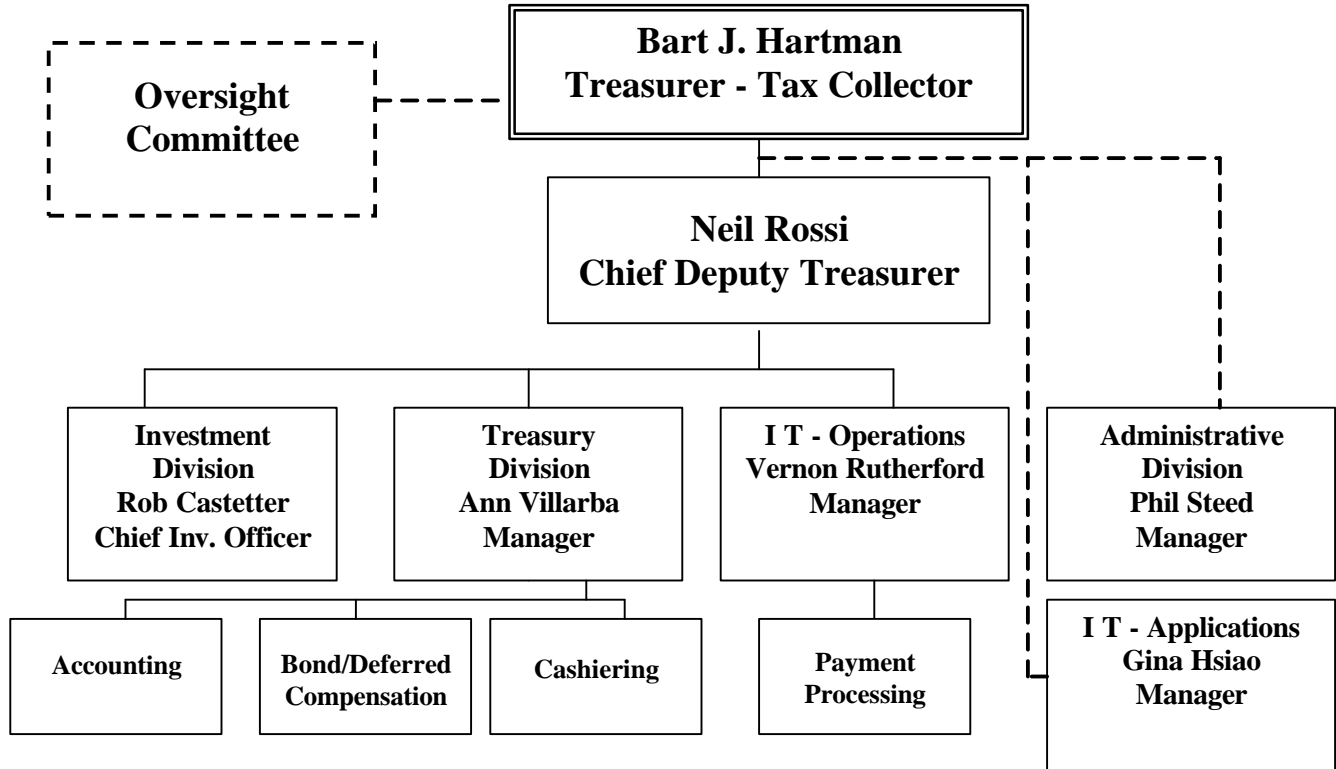 Bart J. Hartman
Treasurer - Tax Collector
Oversight
Committee
Neil Rossi
Chief Deputy Treasurer
Investment
Division
Rob Castetter
Chief Inv. Officer
Treasury
Division
Ann Villarba
Manager
I T - Operations
Vernon Rutherford
Manager
Administrative
Division
Phil Steed
Manager
Accounting
Bond/Deferred
Compensation
Cashiering
Payment
Processing
I T - Applications
Gina Hsiao
Manager